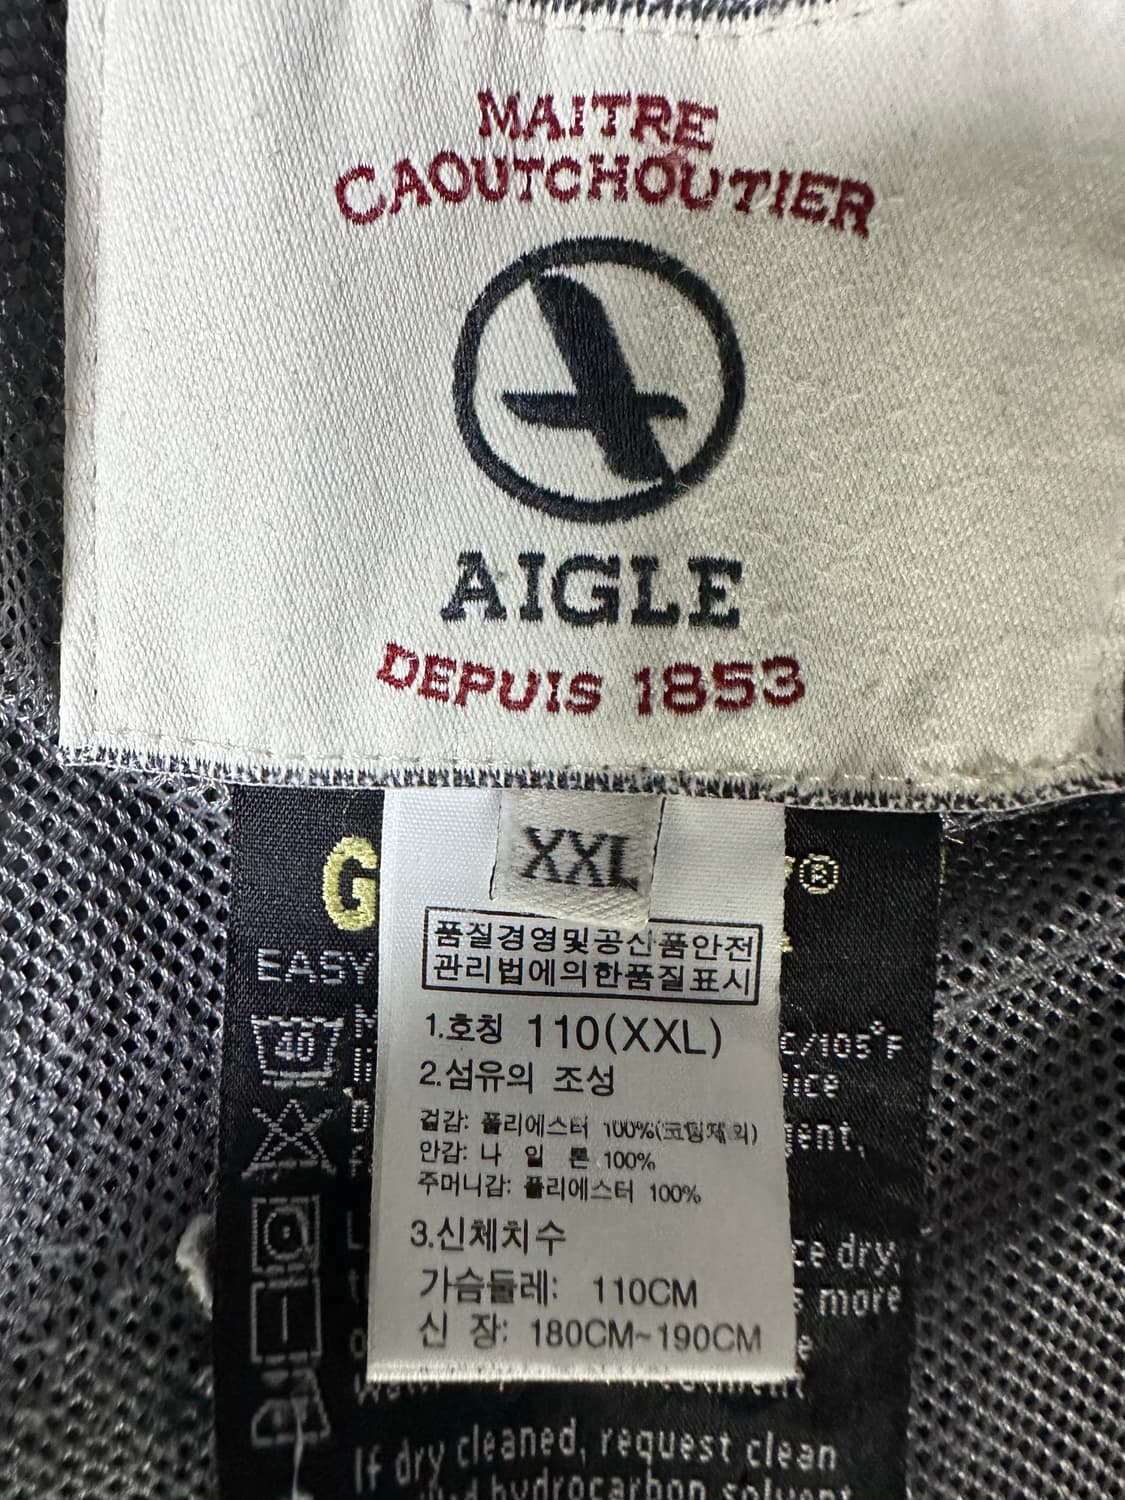 MAITRE
CAOUTCHOUTIER
AIGLE
DEPUIS 1853
XXL
G
®
EASY
품질경영및공산품안전
관리법에의한품질표시
1.호칭 110(XXL)
2.섬유의 조성
겉감: 폴리에스터 100%(코팅제외)
안감: 나 일 론 100%
주머니감: 폴리에스터 100%
3.신체치수
가슴둘레: 110CM
신 장: 180CM~190CM
40
/105°F
dry,
more
If dry cleaned, request clean
hydrocarbon solvent